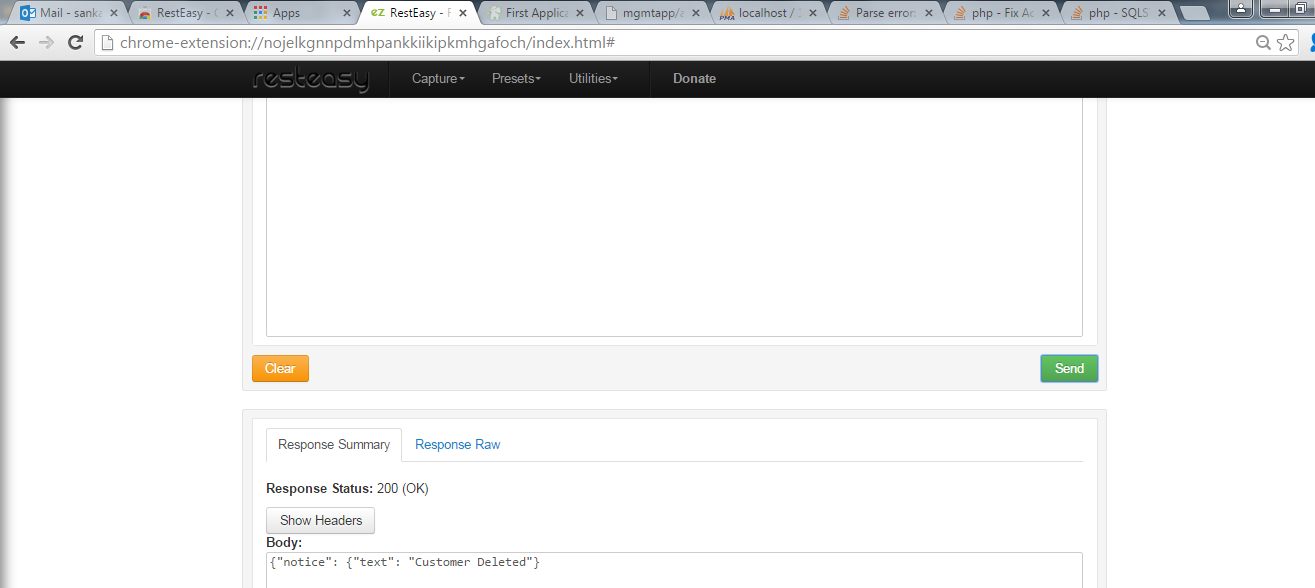 Mail - sanka RestEasy - C Apps RestEasy - F First Applica mgmtapp/a localhost / 1 Parse error: php - Fix Ac php - SQLS
chrome-extension://nojelkgnnpdmhpankkiikipkmhgafoch/index.html#
resteasy Capture Presets Utilities Donate
Clear Send
Response Summary Response Raw
Response Status: 200 (OK)
Show Headers
Body:
{"notice": {"text": "Customer Deleted"}